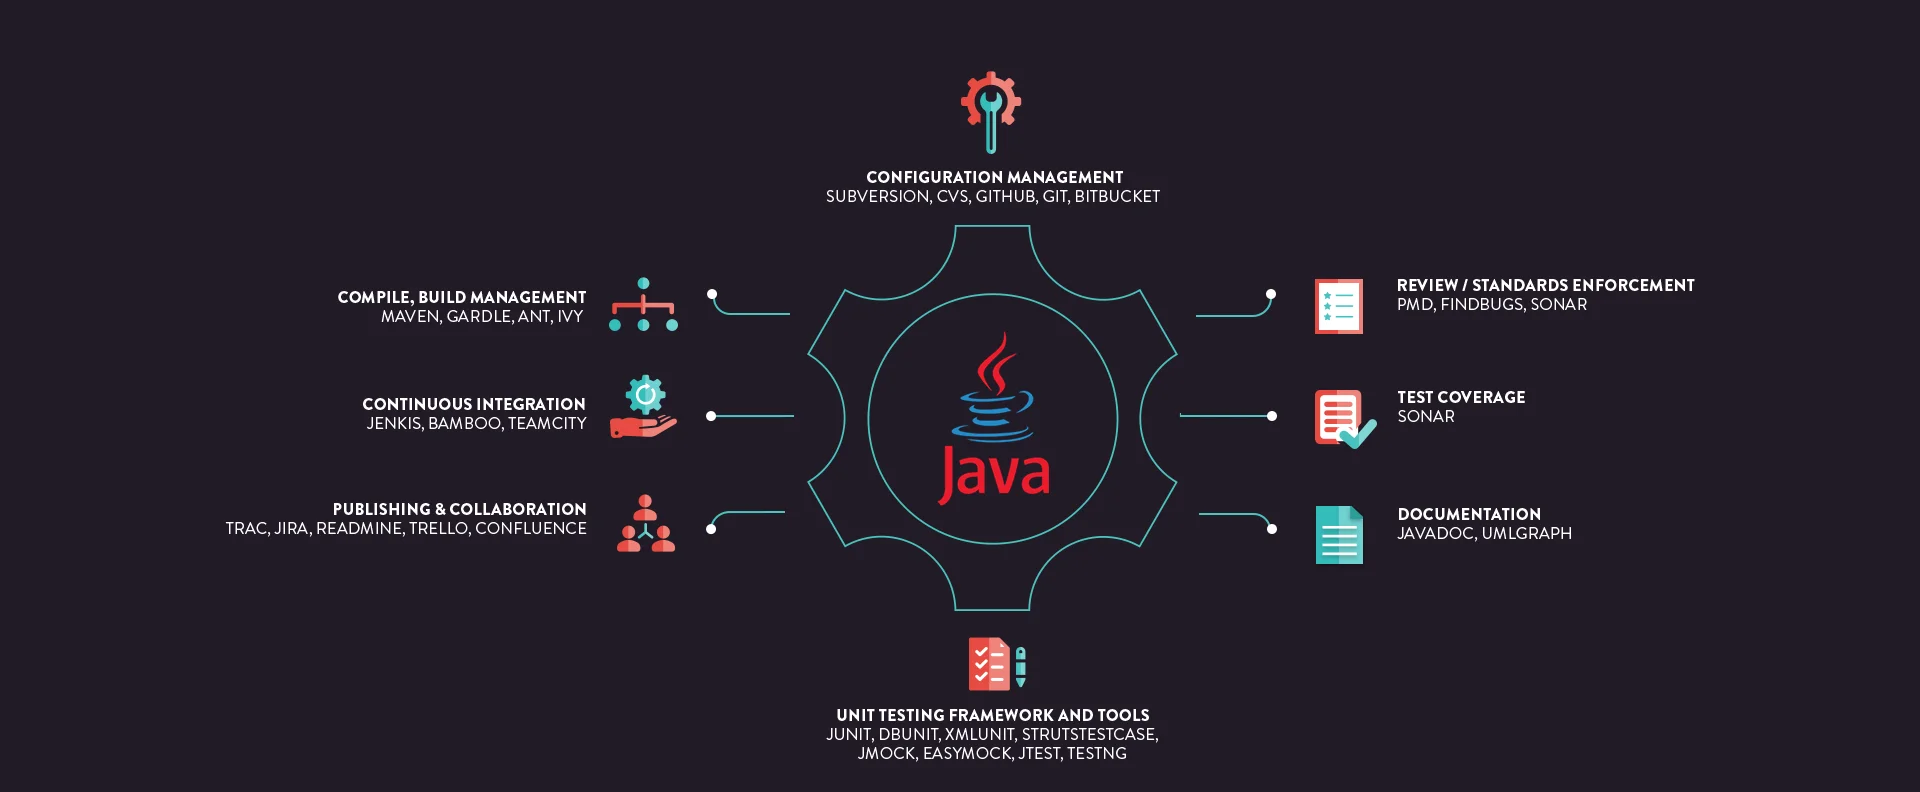 CONFIGURATION MANAGEMENT
SUBVERSION, CVS, GITHUB, GIT, BITBUCKET
COMPILE, BUILD MANAGEMENT
MAVEN, GARDLE, ANT, IVY
CONTINUOUS INTEGRATION
JENKIS, BAMBOO, TEAMCITY
PUBLISHING & COLLABORATION
TRAC, JIRA, READMINE, TRELLO, CONFLUENCE
Java
REVIEW / STANDARDS ENFORCEMENT
PMD, FINDBUGS, SONAR
TEST COVERAGE
SONAR
DOCUMENTATION
JAVADOC, UMLGRAPH
UNIT TESTING FRAMEWORK AND TOOLS
JUNIT, DBUNIT, XMLUNIT, STRUTSTESTCASE,
JMOCK, EASYMOCK, JTEST, TESTNG